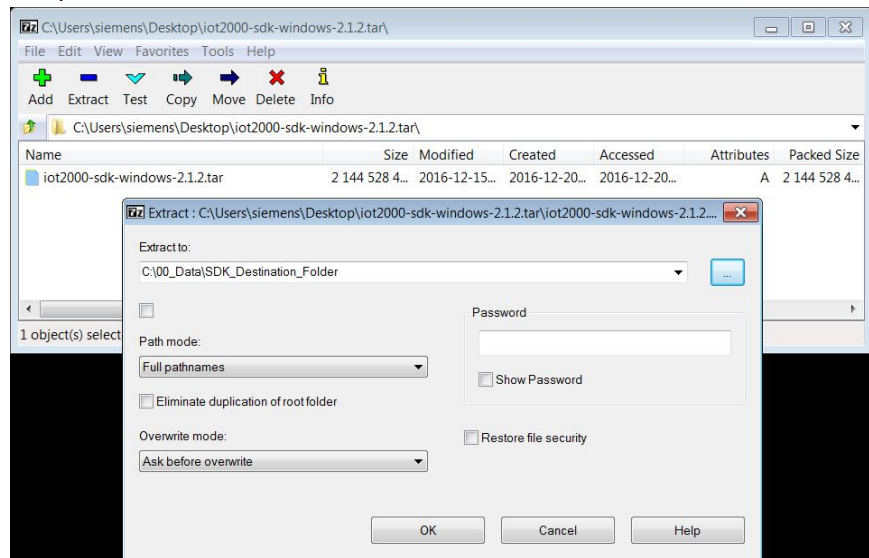 C:\Users\siemens\Desktop\iot2000-sdk-windows-2.1.2.tar\
File Edit View Favorites Tools Help
Add Extract Test Copy Move Delete Info
C:\Users\siemens\Desktop\iot2000-sdk-windows-2.1.2.tar\
Name Size Modified Created Accessed Attributes Packed Size
iot2000-sdk-windows-2.1.2.tar 2 144 528 4... 2016-12-15... 2016-12-20... 2016-12-20... A 2 144 528 4...
Extract : C:\Users\siemens\Desktop\iot2000-sdk-windows-2.1.2.tar\iot2000-sdk-windows-2.1.2....
Extract to:
C:\00_Data\SDK_Destination_Folder
...
1 object(s) select
Password
Path mode:
Full pathnames
Show Password
Eliminate duplication of root folder
Overwrite mode:
Restore file security
Ask before overwrite
OK Cancel Help